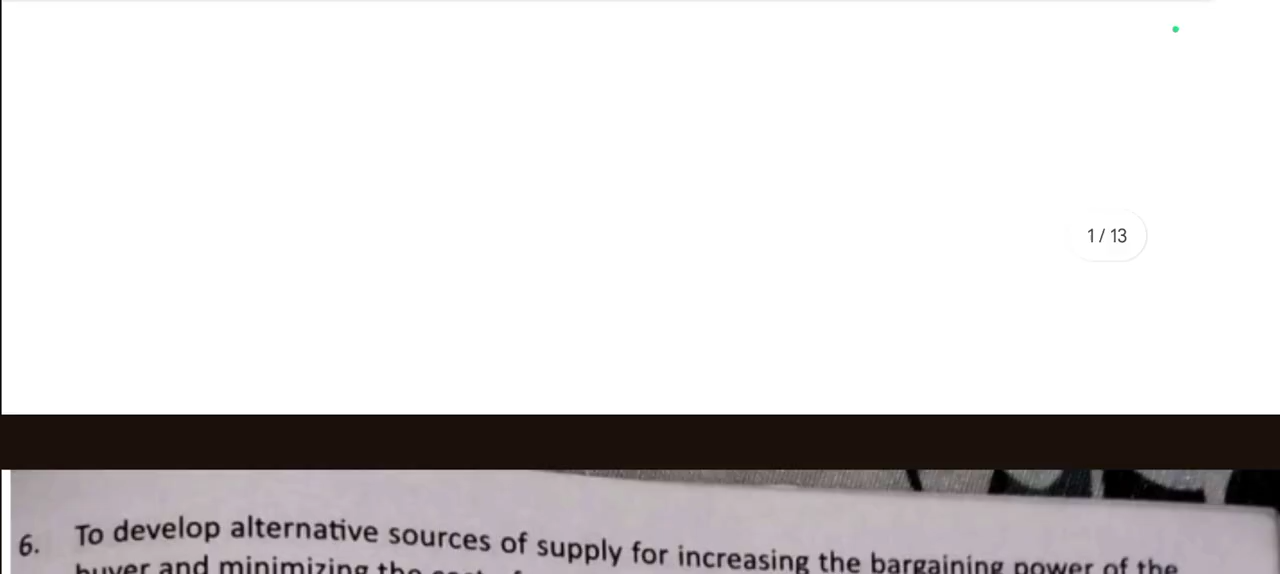 1 / 13
6. To develop alternative sources of supply for increasing the bargaining power of the
buyer and minimizing the